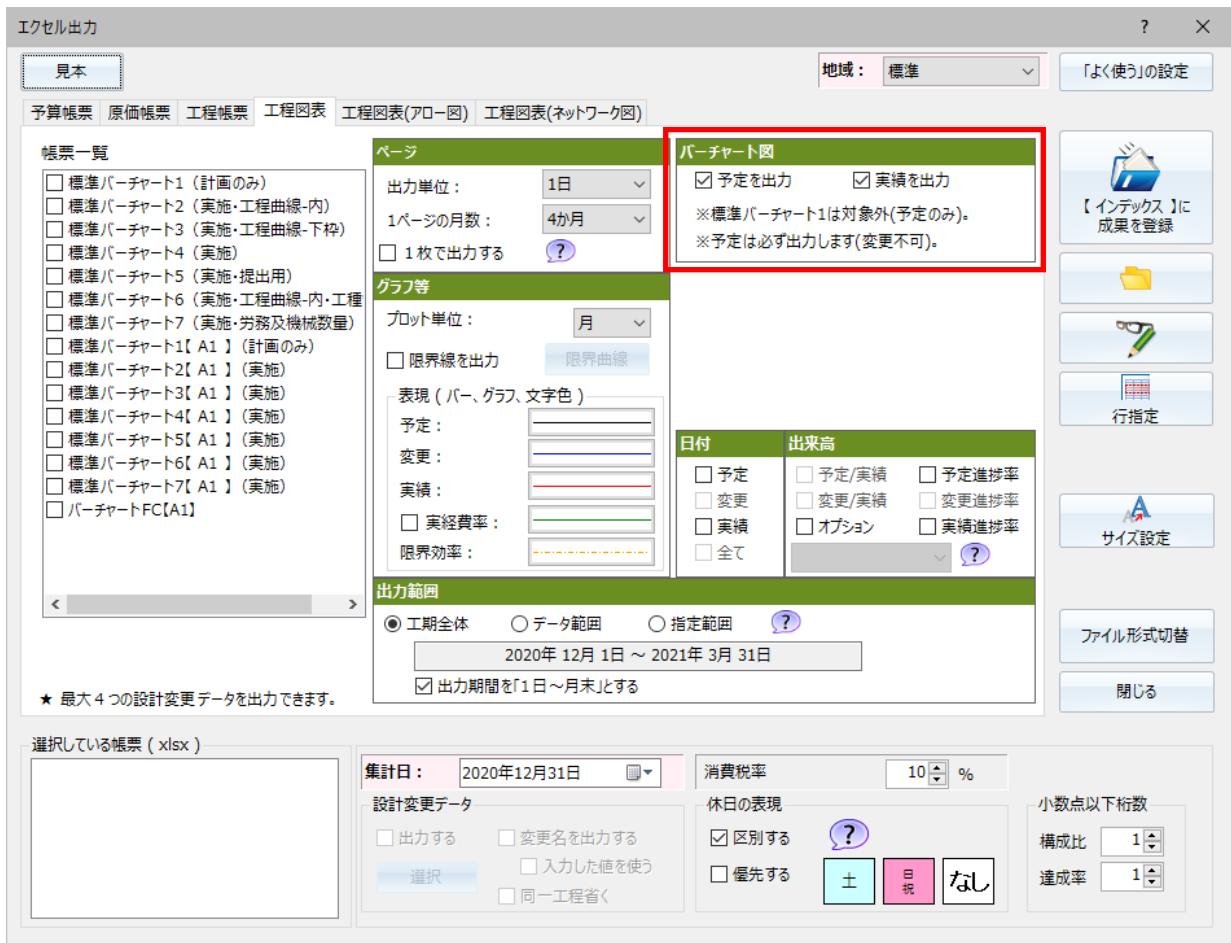 エクセル出力
?
見本
地域：
標準
「よく使う」の設定
予算帳票
原価帳票
工程帳票
工程図表
工程図表(アロー図)
工程図表(ネットワーク図)
帳票一覧
標準バーチャート1（計画のみ）
標準バーチャート2（実施・工程曲線-内）
標準バーチャート3（実施・工程曲線-下枠）
標準バーチャート4（実施）
標準バーチャート5（実施・提出用）
標準バーチャート6（実施・工程曲線-内・工種
標準バーチャート7（実施・労務及機械数量）
標準バーチャート1【 A1 】（計画のみ）
標準バーチャート2【 A1 】（実施）
標準バーチャート3【 A1 】（実施）
標準バーチャート4【 A1 】（実施）
標準バーチャート5【 A1 】（実施）
標準バーチャート6【 A1 】（実施）
標準バーチャート7【 A1 】（実施）
バーチャートFC【A1】
★ 最大４つの設計変更データを出力できます。
ページ
出力単位：
1日
1ページの月数：
4か月
1枚で出力する
?
グラフ等
プロット単位：
月
限界線を出力
限界曲線
表現 ( バー、グラフ、文字色 )
予定：
変更：
実績：
実経費率：
限界効率：
バーチャート図
予定を出力
実績を出力
※標準バーチャート1は対象外(予定のみ)。
※予定は必ず出力します(変更不可)。
日付
予定
変更
実績
全て
出来高
予定/実績
予定進捗率
変更/実績
変更進捗率
オプション
実績進捗率
?
出力範囲
工期全体
データ範囲
指定範囲
?
2020年 12月 1日 ～ 2021年 3月 31日
出力期間を「1日～月末」とする
【 インデックス 】に
成果を登録
行指定
A
サイズ設定
ファイル形式切替
閉じる
選択している帳票 ( xlsx )
集計日：
2020年12月31日
設計変更データ
出力する
変更名を出力する
選択
入力した値を使う
同一工程省く
消費税率
10
%
休日の表現
区別する
?
優先する
土
日
祝
なし
小数点以下桁数
構成比
1
達成率
1